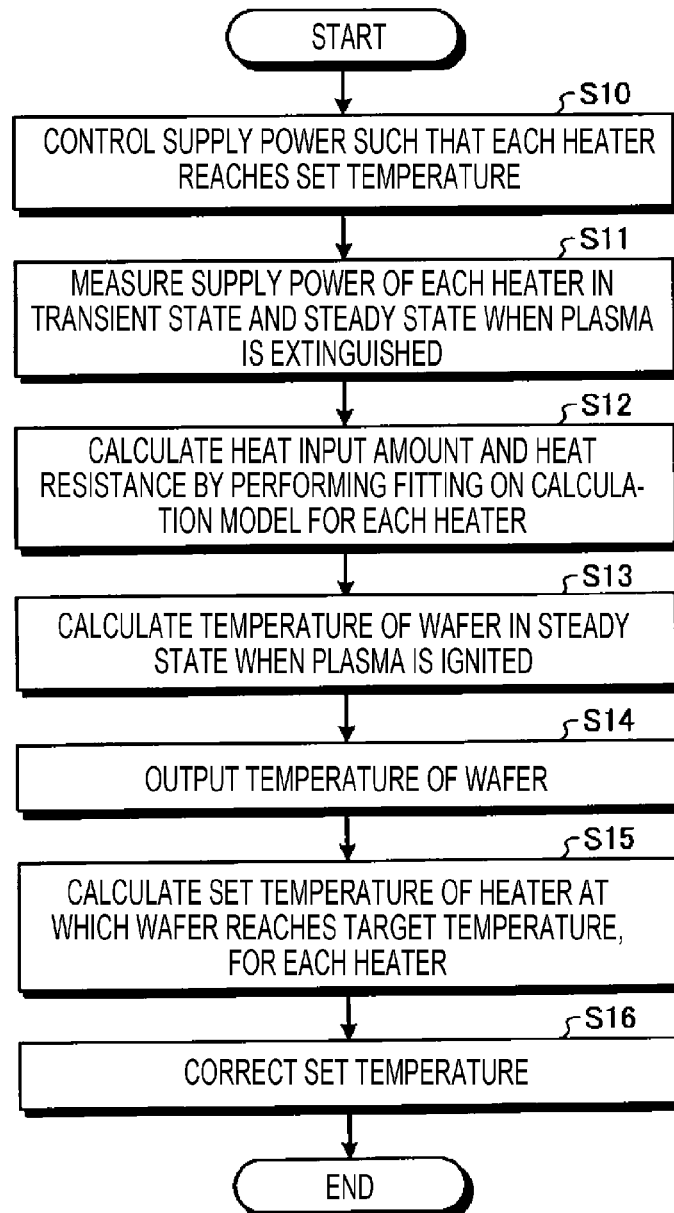 START
S10
CONTROL SUPPLY POWER SUCH THAT EACH HEATER
REACHES SET TEMPERATURE
S11
MEASURE SUPPLY POWER OF EACH HEATER IN
TRANSIENT STATE AND STEADY STATE WHEN PLASMA
IS EXTINGUISHED
S12
CALCULATE HEAT INPUT AMOUNT AND HEAT
RESISTANCE BY PERFORMING FITTING ON CALCULA-
TION MODEL FOR EACH HEATER
S13
CALCULATE TEMPERATURE OF WAFER IN STEADY
STATE WHEN PLASMA IS IGNITED
S14
OUTPUT TEMPERATURE OF WAFER
S15
CALCULATE SET TEMPERATURE OF HEATER AT
WHICH WAFER REACHES TARGET TEMPERATURE,
FOR EACH HEATER
S16
CORRECT SET TEMPERATURE
END